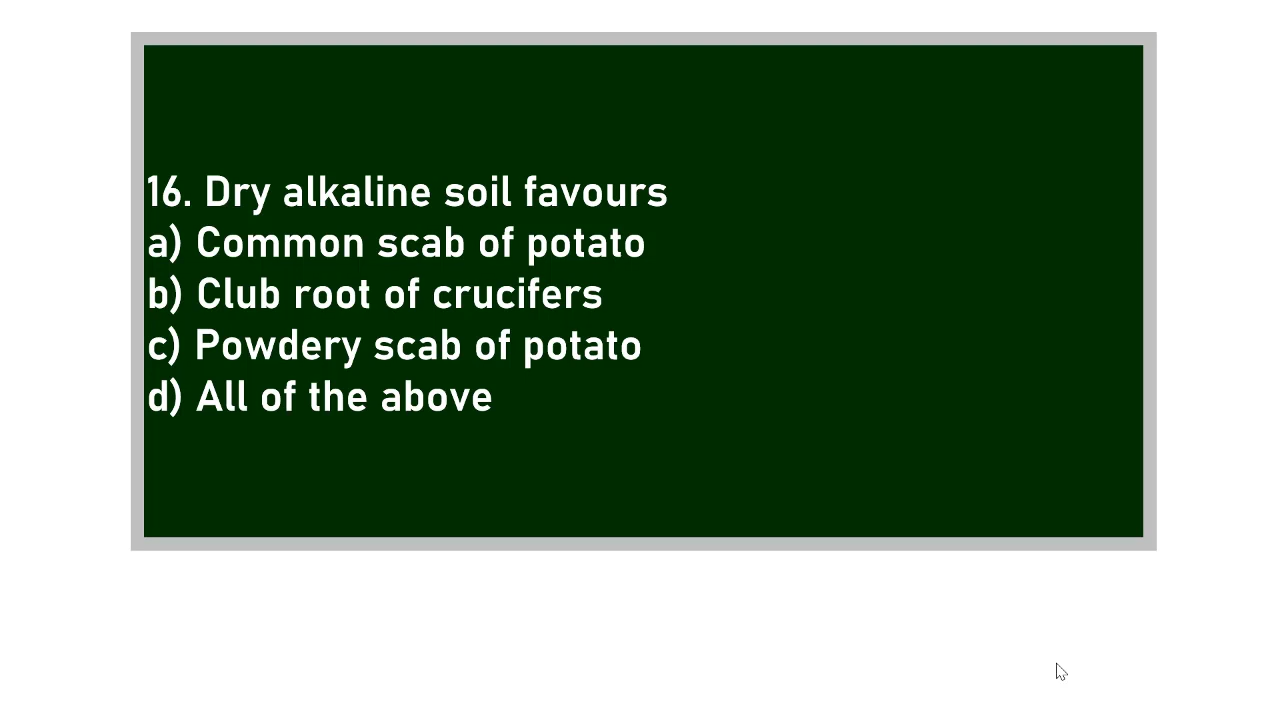 16. Dry alkaline soil favours
a) Common scab of potato
b) Club root of crucifers
c) Powdery scab of potato
d) All of the above